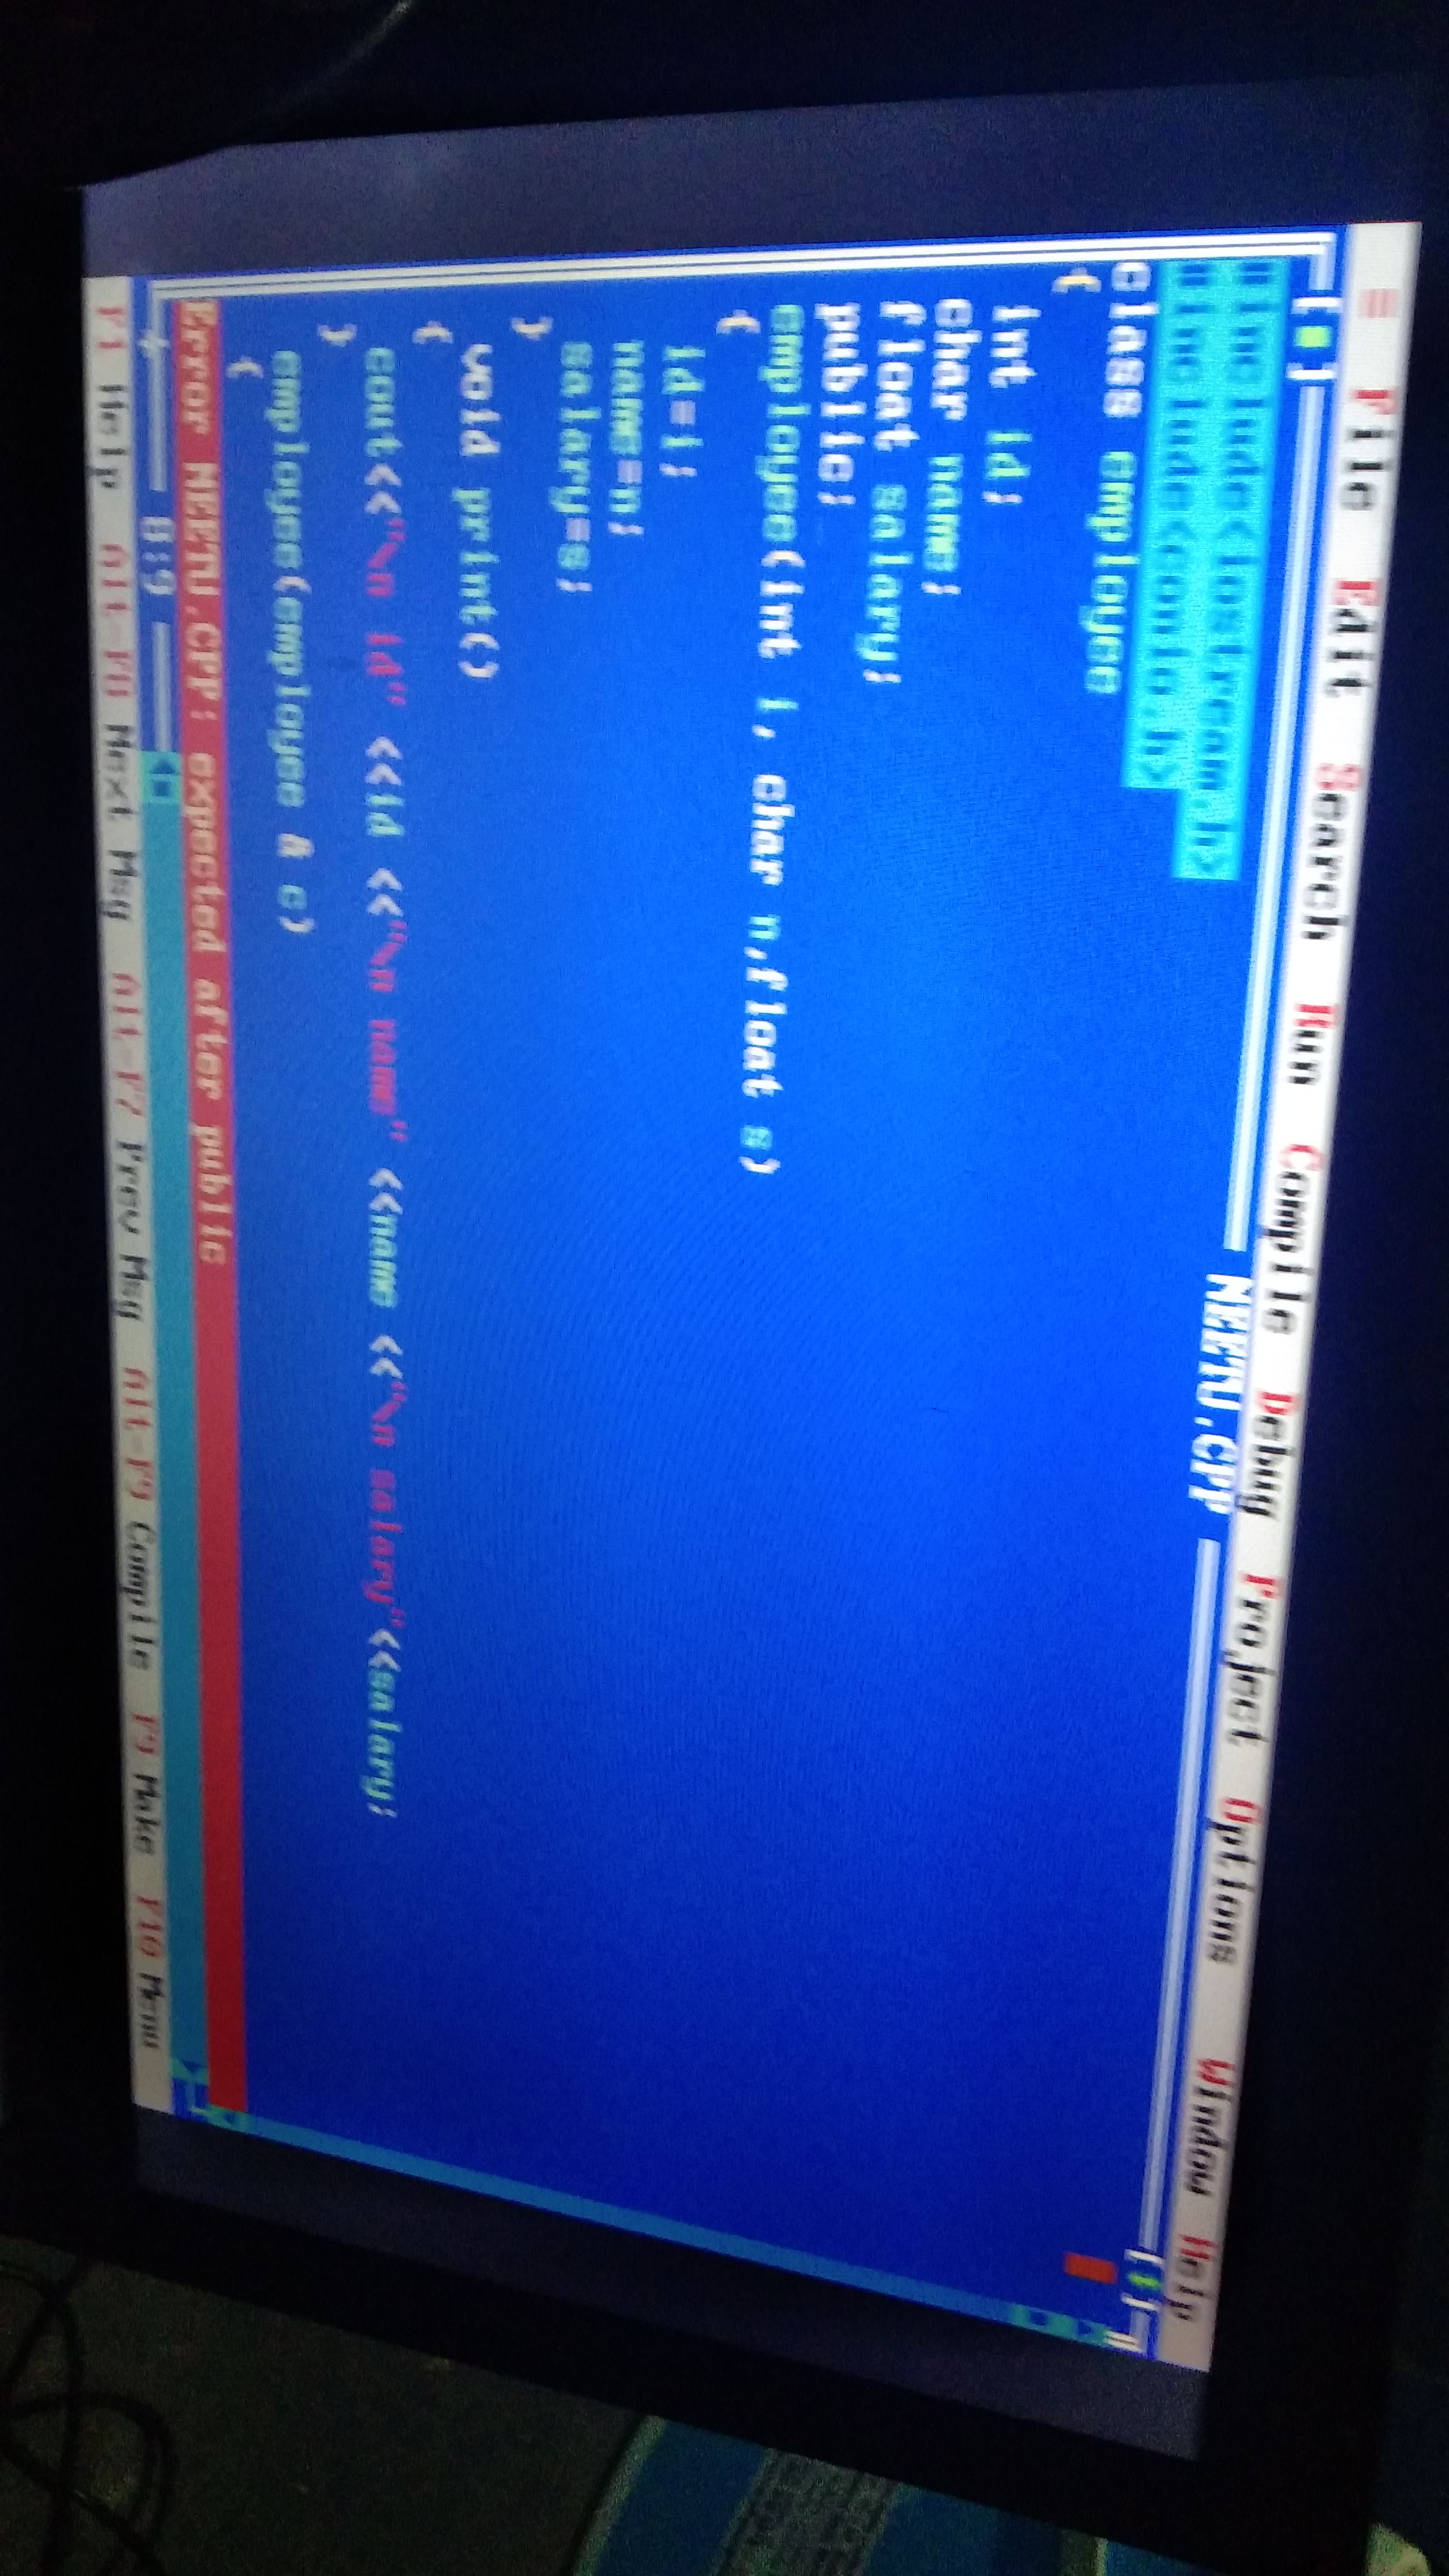 ≡ File Edit Search Run Compile Debug Project Options Window Help
[■] NEETU.CPP
#include<iostream.h>
#include<conio.h>
class employee
{
int id;
char name;
float salary;
public;
employee(int i, char n,float s)
{
id=i;
name=n;
salary=s;
}
void print()
{
cout<<"\n id" <<id <<"\n name" <<name <<"\n salary"<<salary;
}
employee(employee & e)
{
Error NEETU.CPP: expected after public
8:9
F1 Help Alt-F8 Next Msg Alt-F7 Prev Msg Alt-F9 Compile F9 Make F10 Menu